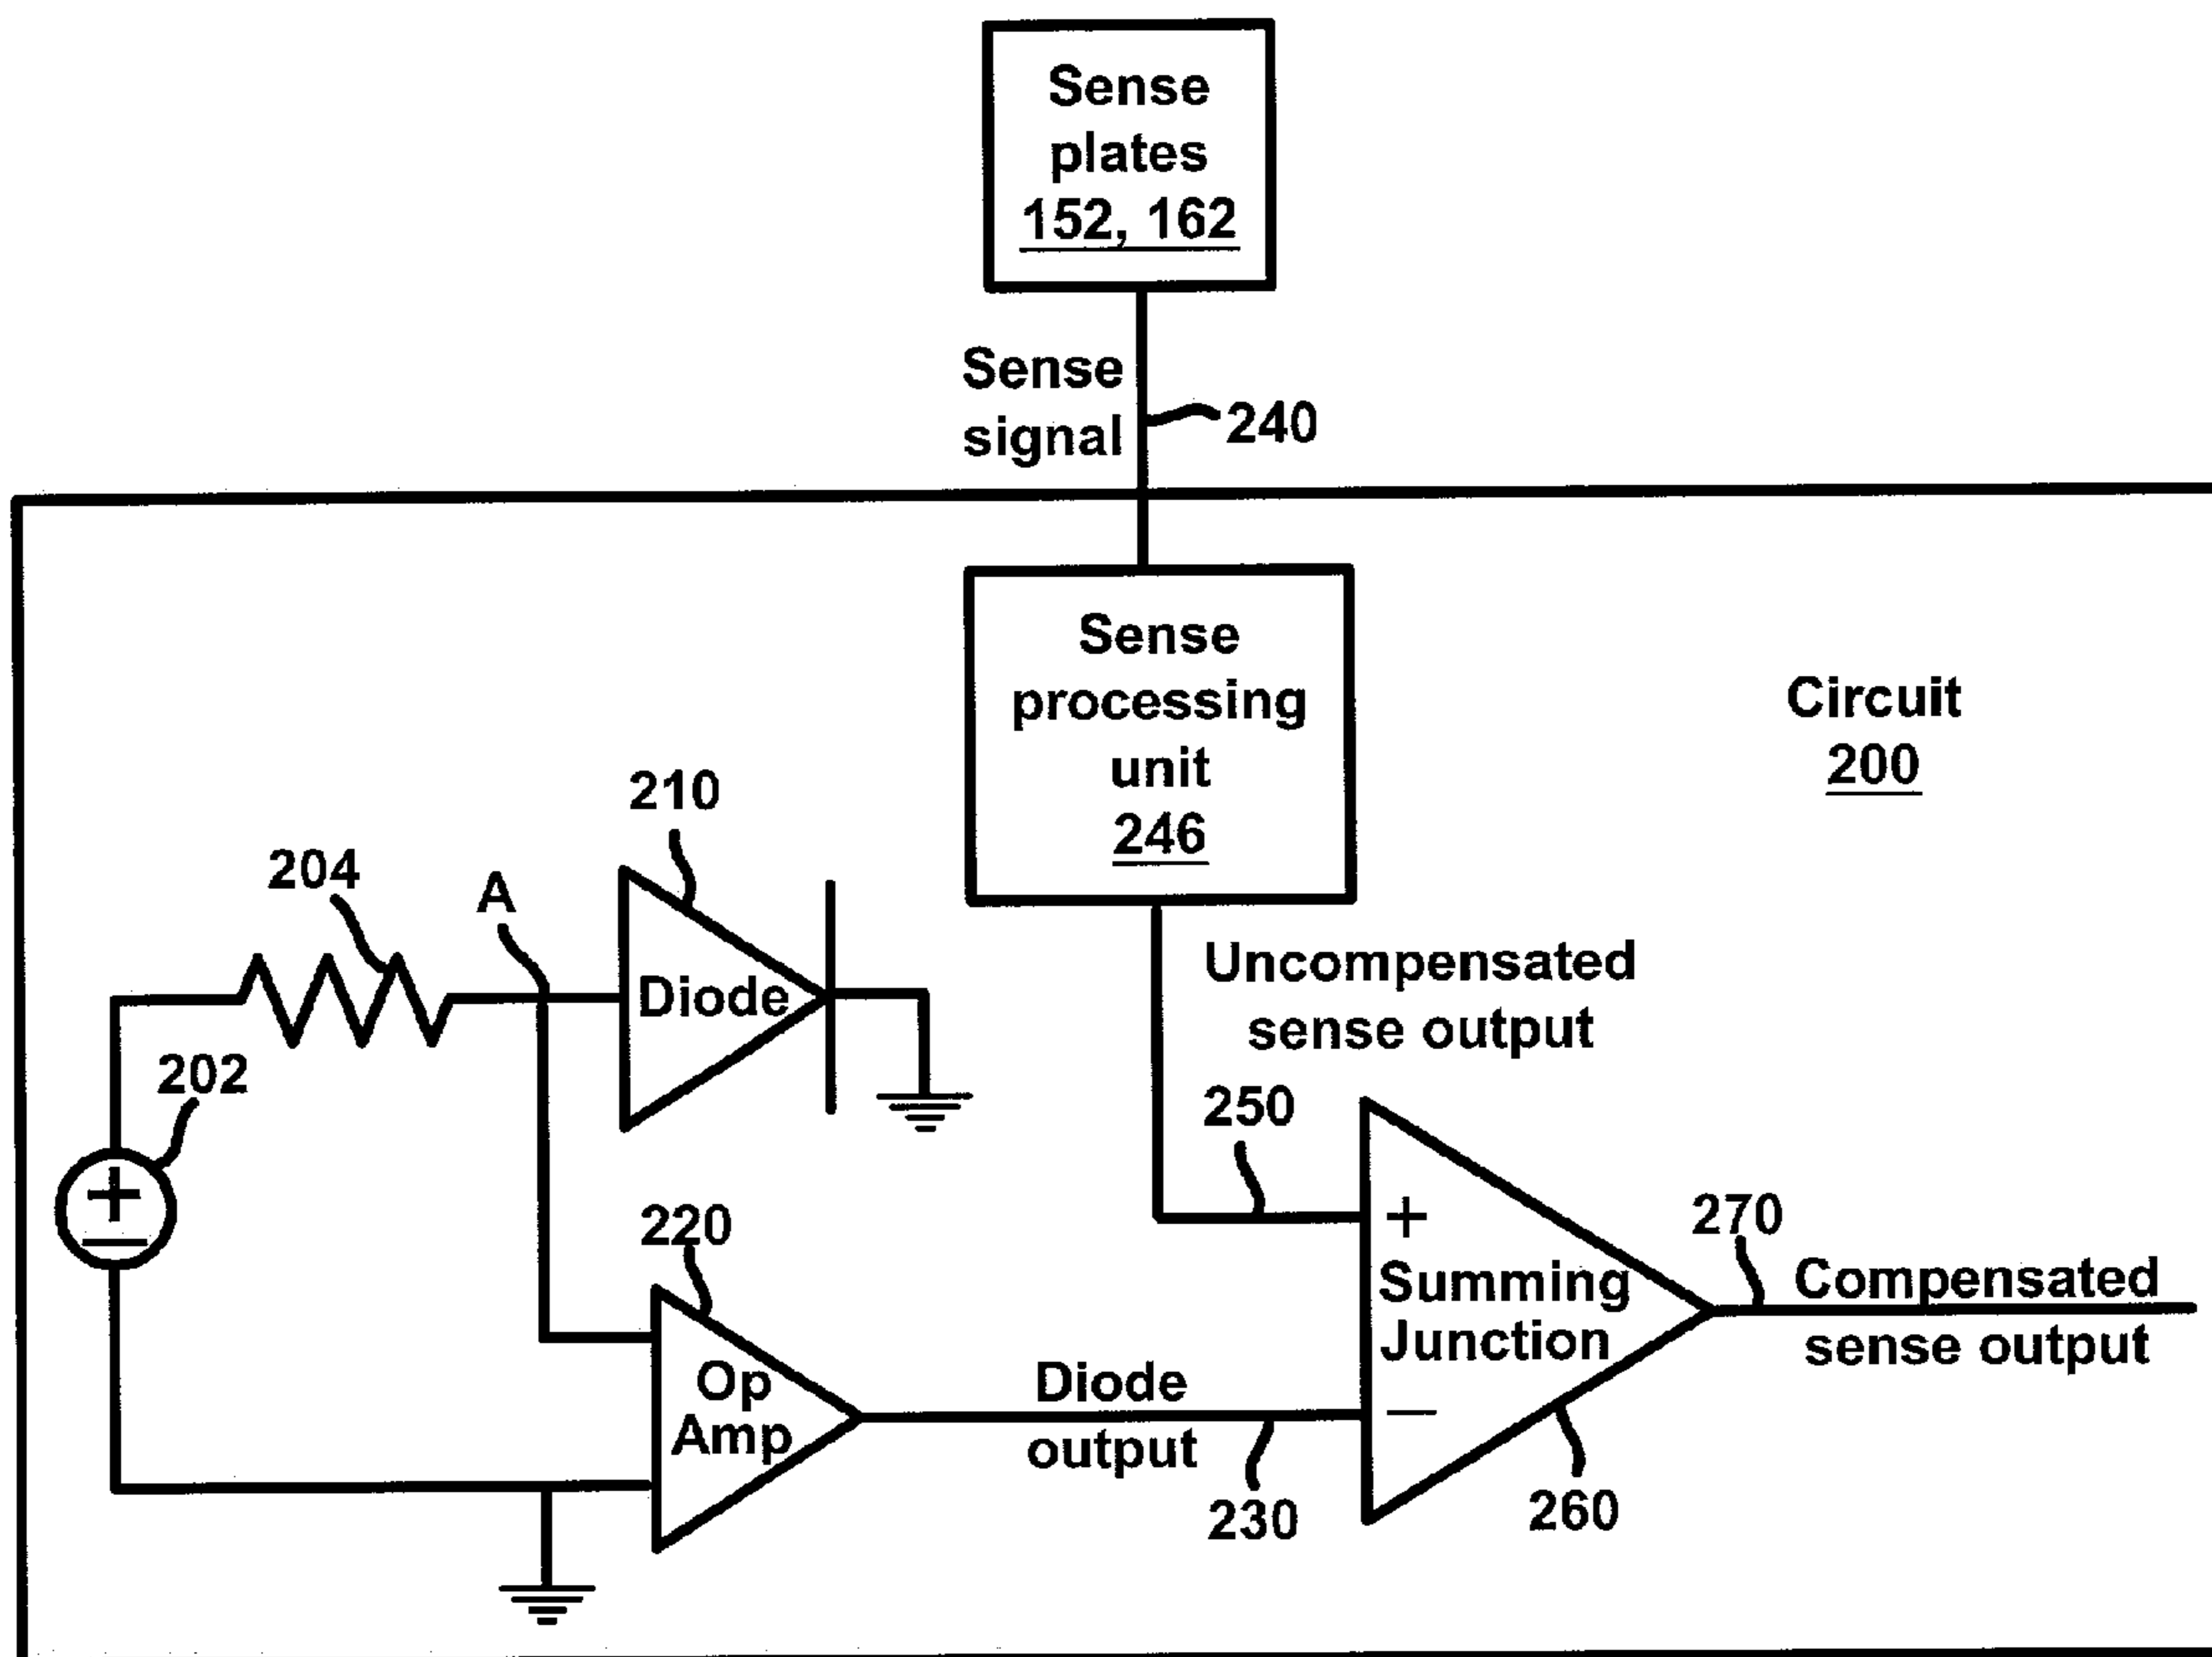 Sense
plates
152, 162
Sense
signal
240
Sense
processing
unit
246
Circuit
200
210
204
A
Diode
202
Uncompensated
sense output
250
220
+
Summing
Junction
−
270
Compensated
sense output
Op
Amp
Diode
output
230
260
+
−